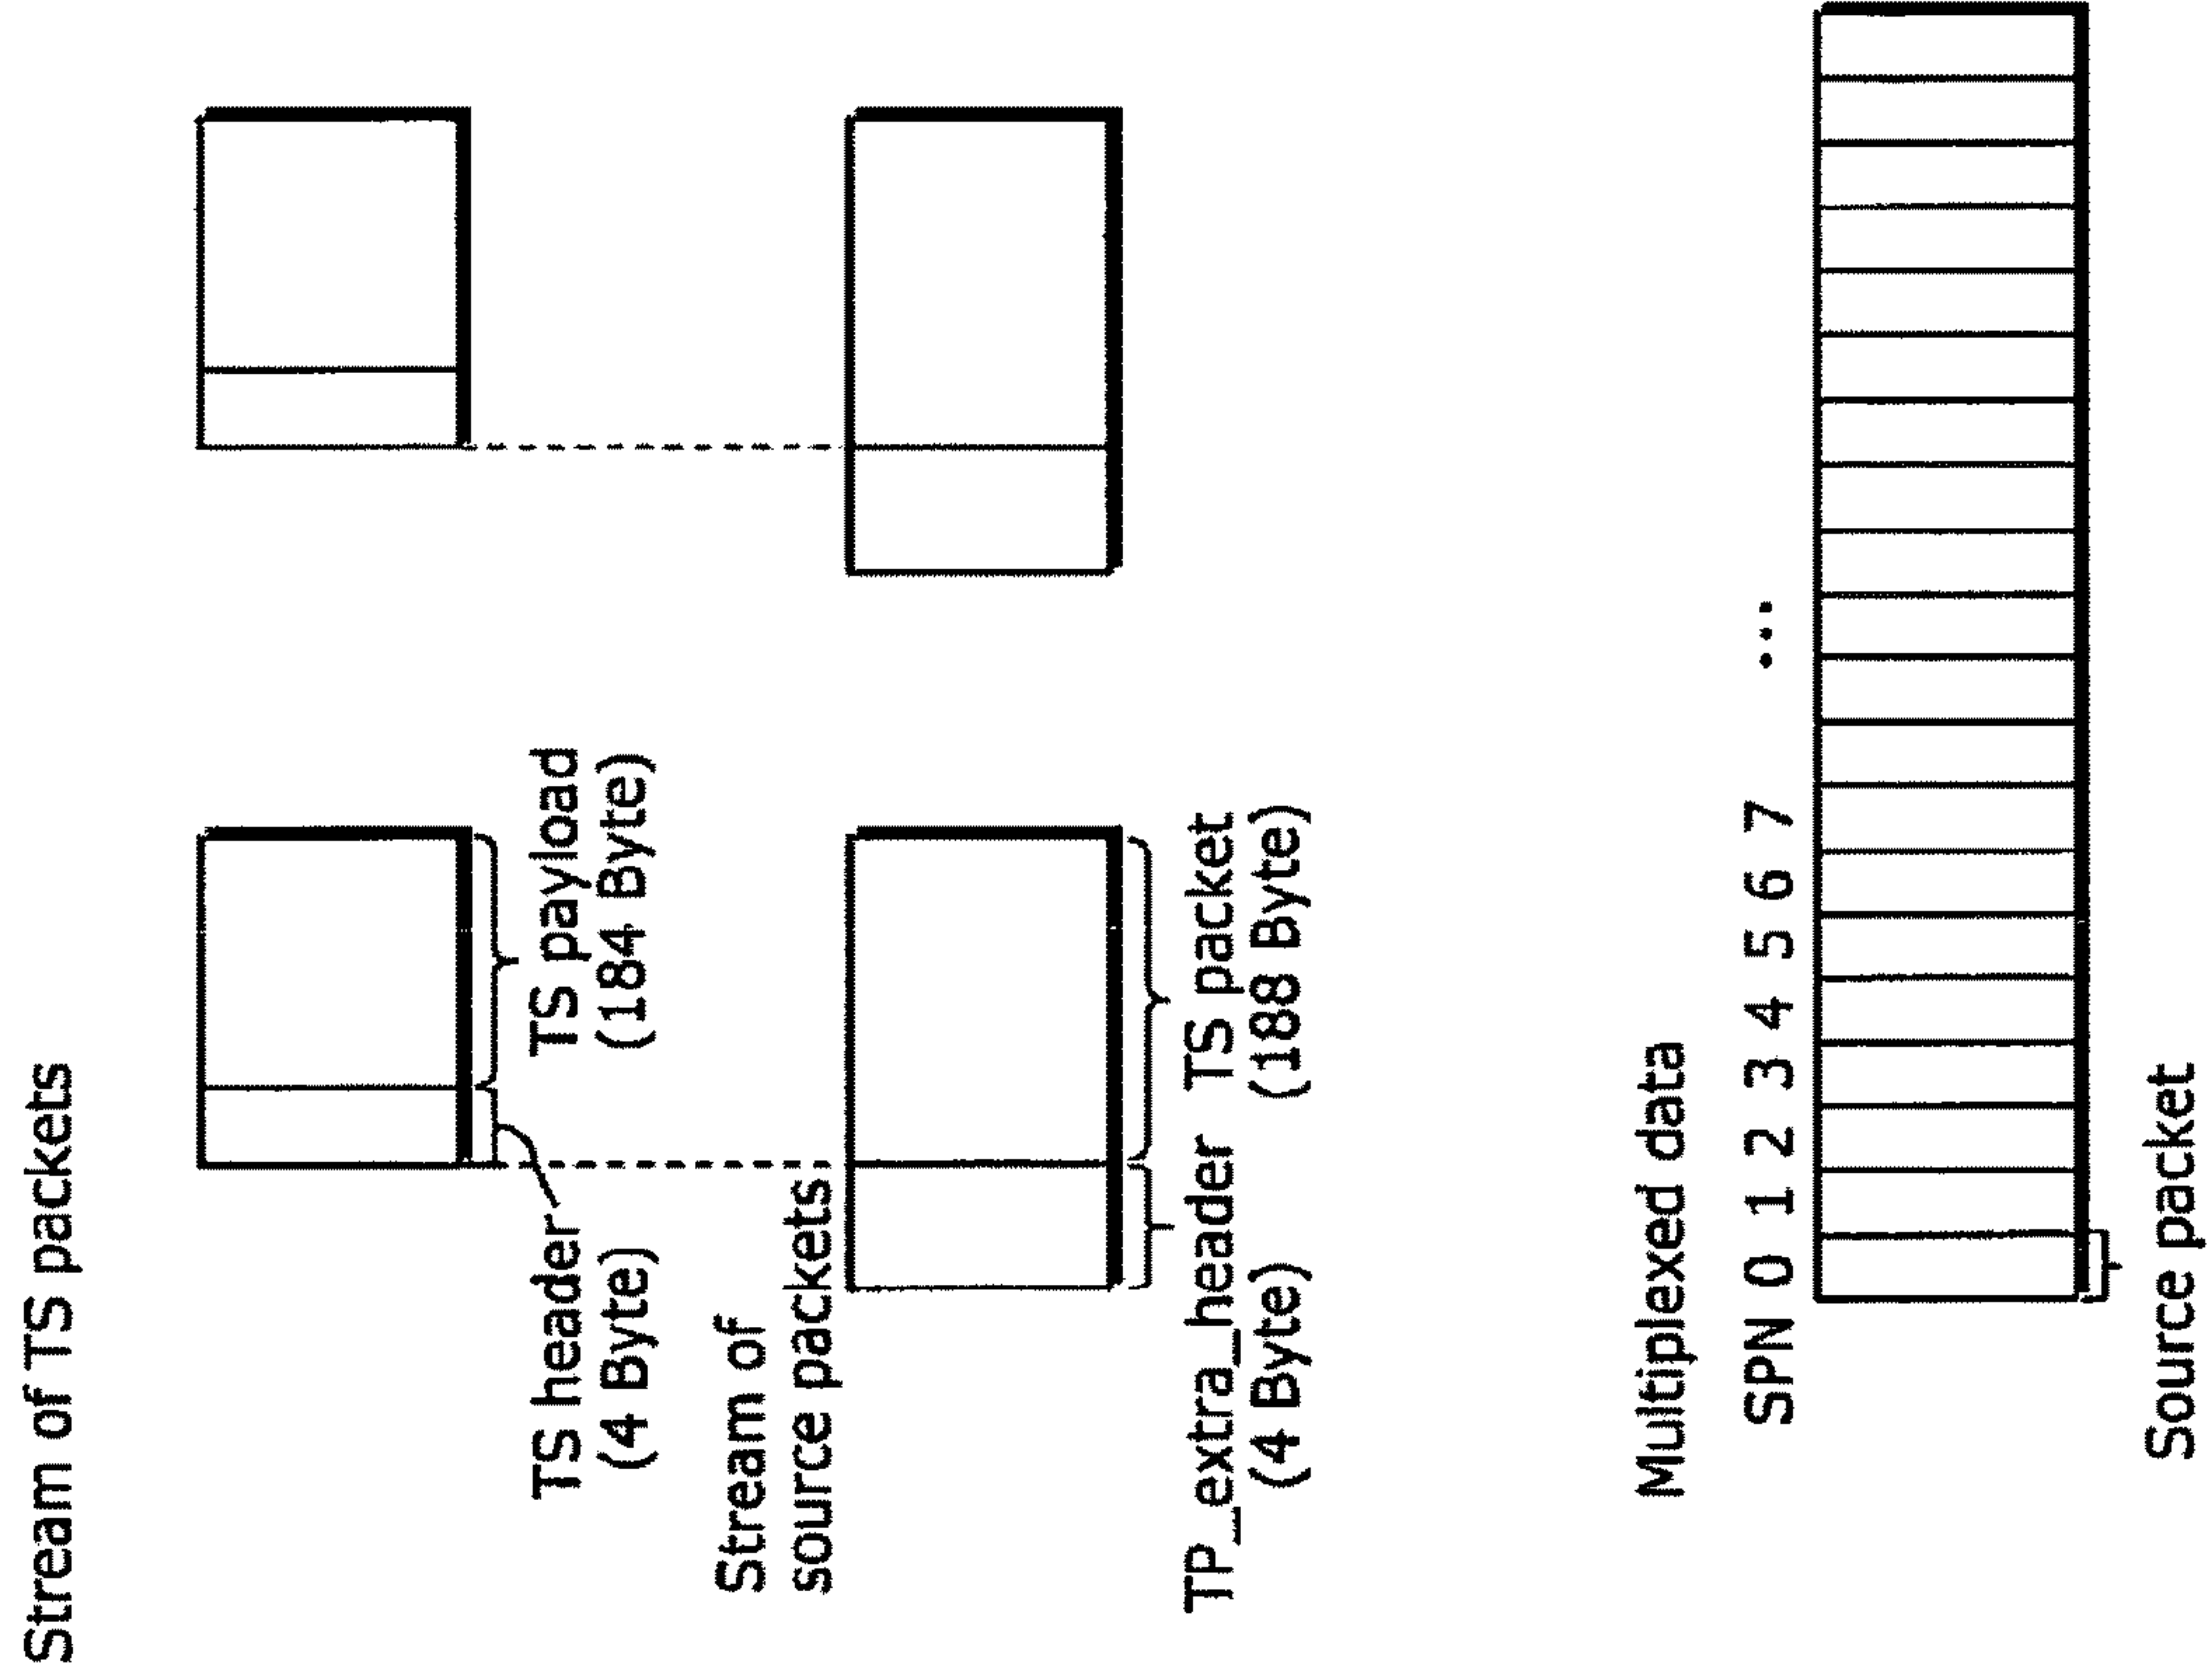 Stream of TS packets
TS header TS payload
(4 Byte) (184 Byte)
Stream of
source packets
TP_extra_header TS packet
(4 Byte) (188 Byte)
Multiplexed data
SPN 0 1 2 3 4 5 6 7 ...
Source packet